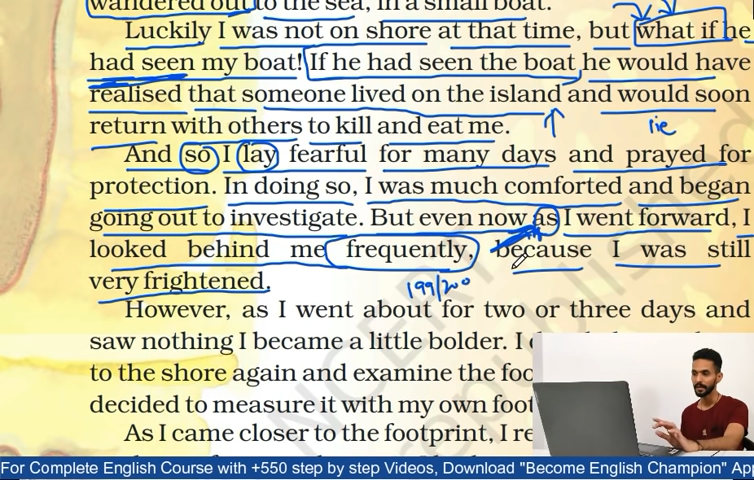 wandered out to the sea, in a small boat.
Luckily I was not on shore at that time, but what if he
had seen my boat! If he had seen the boat he would have
realised that someone lived on the island and would soon
return with others to kill and eat me.
lie
And so I lay fearful for many days and prayed for
protection. In doing so, I was much comforted and began
going out to investigate. But even now as I went forward, I
looked behind me frequently, because I was still
very frightened.
199/200
However, as I went about for two or three days and
saw nothing I became a little bolder. I
to the shore again and examine the foo
decided to measure it with my own foot
As I came closer to the footprint, I re
NCERT
republished
For Complete English Course with +550 step by step Videos, Download "Become English Champion" App